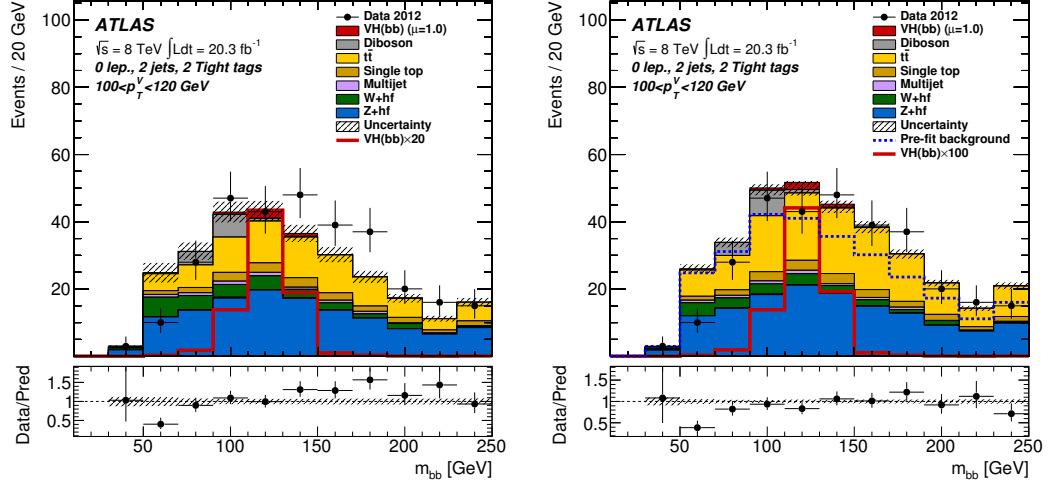 Events / 20 GeV
100
80
60
40
20
ATLAS
√s = 8 TeV ∫Ldt = 20.3 fb⁻¹
0 lep., 2 jets, 2 Tight tags
100<p_T^V<120 GeV
Data 2012
VH(bb) (μ=1.0)
Diboson
tt̄
Single top
Multijet
W+hf
Z+hf
Uncertainty
VH(bb)×20
Data/Pred
1.5
1
0.5
50 100 150 200 250
m_bb [GeV]
Events / 20 GeV
100
80
60
40
20
ATLAS
√s = 8 TeV ∫Ldt = 20.3 fb⁻¹
0 lep., 2 jets, 2 Tight tags
100<p_T^V<120 GeV
Data 2012
VH(bb) (μ=1.0)
Diboson
tt̄
Single top
Multijet
W+hf
Z+hf
Uncertainty
Pre-fit background
VH(bb)×100
Data/Pred
1.5
1
0.5
50 100 150 200 250
m_bb [GeV]